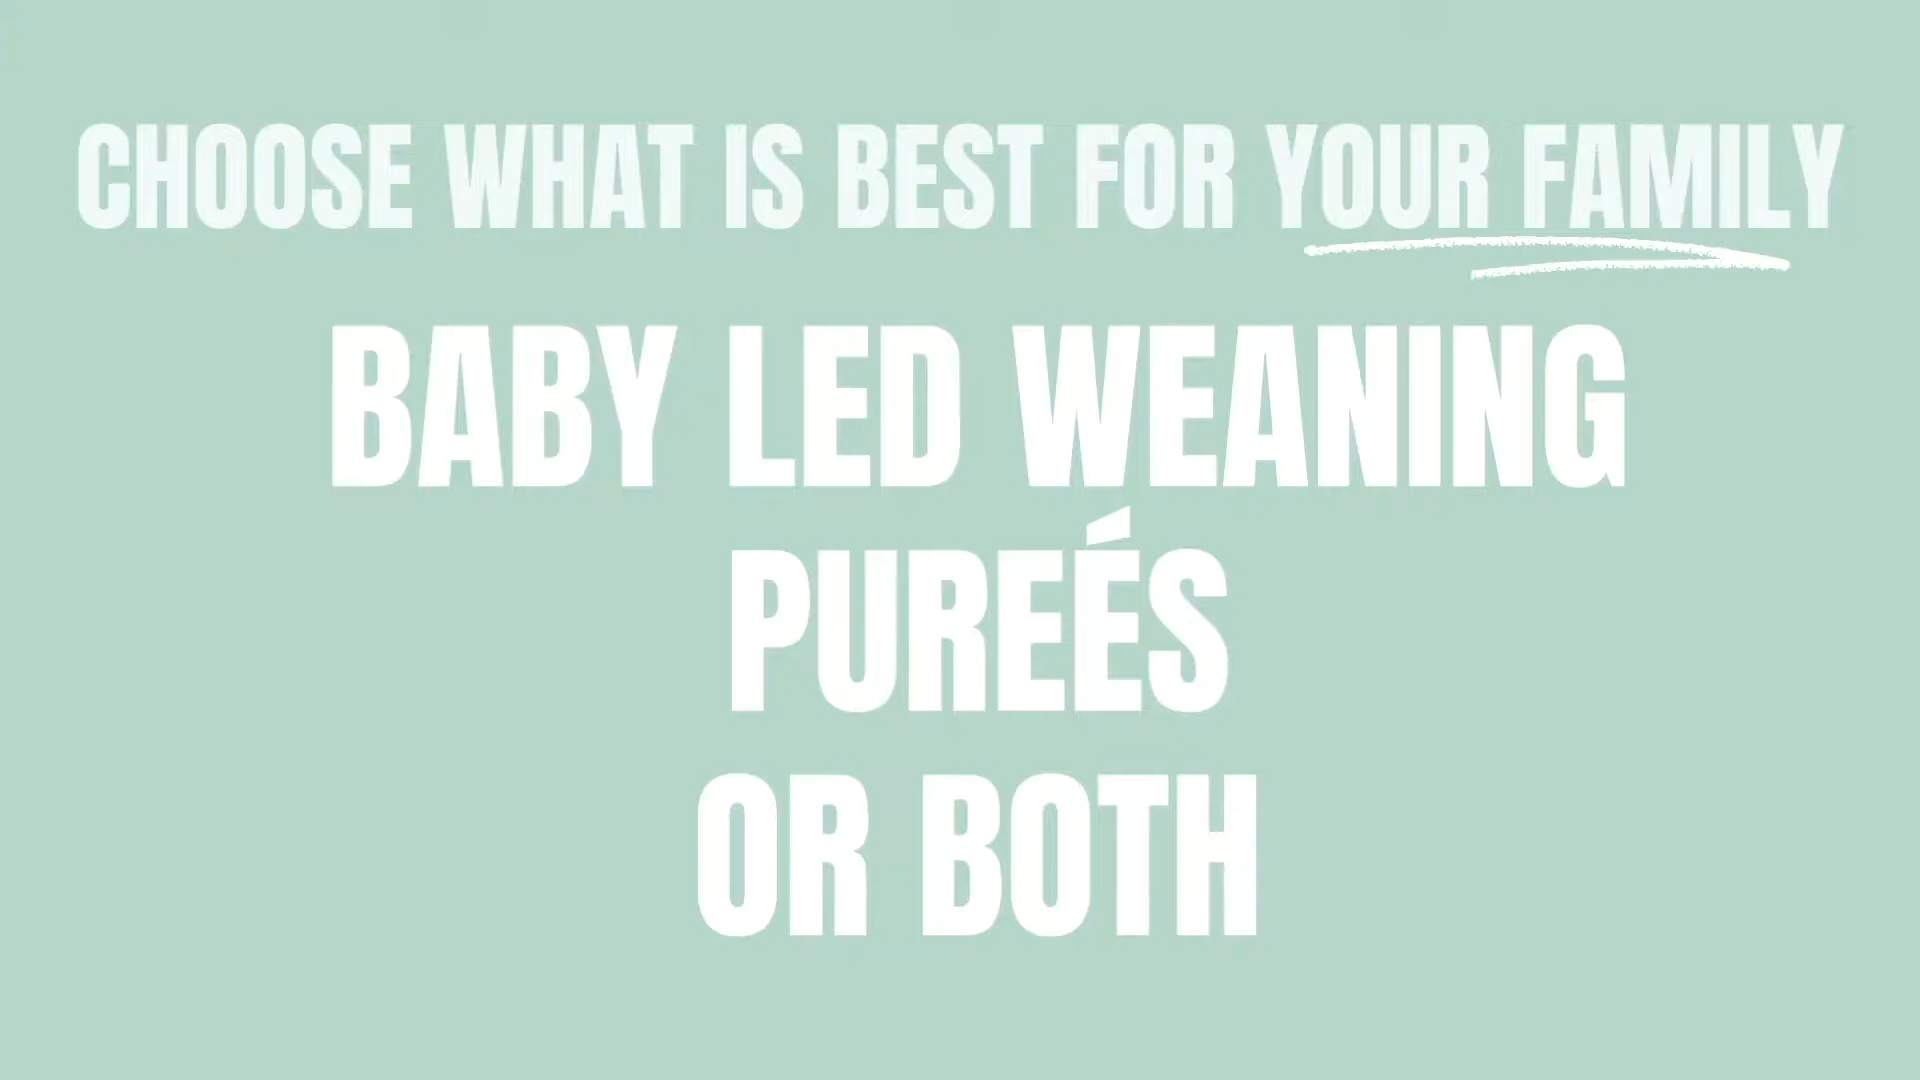 CHOOSE WHAT IS BEST FOR YOUR FAMILY
BABY LED WEANING
PUREÉS
OR BOTH